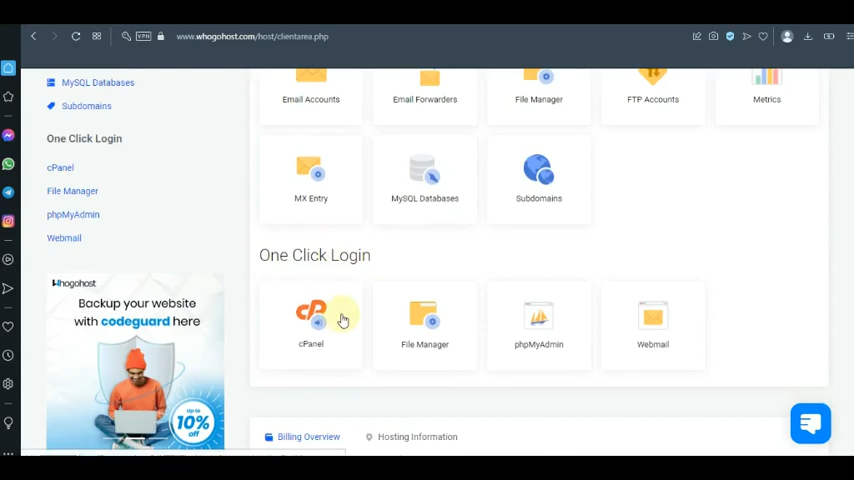 VPN
www.whogohost.com/host/clientarea.php
MySQL Databases
Subdomains
One Click Login
cPanel
File Manager
phpMyAdmin
Webmail
Whogohost
Backup your website
with codeguard here
Up to
10%
off
Email Accounts
Email Forwarders
File Manager
FTP Accounts
Metrics
MX Entry
MySQL Databases
Subdomains
One Click Login
cP
cPanel
File Manager
phpMyAdmin
Webmail
Billing Overview
Hosting Information